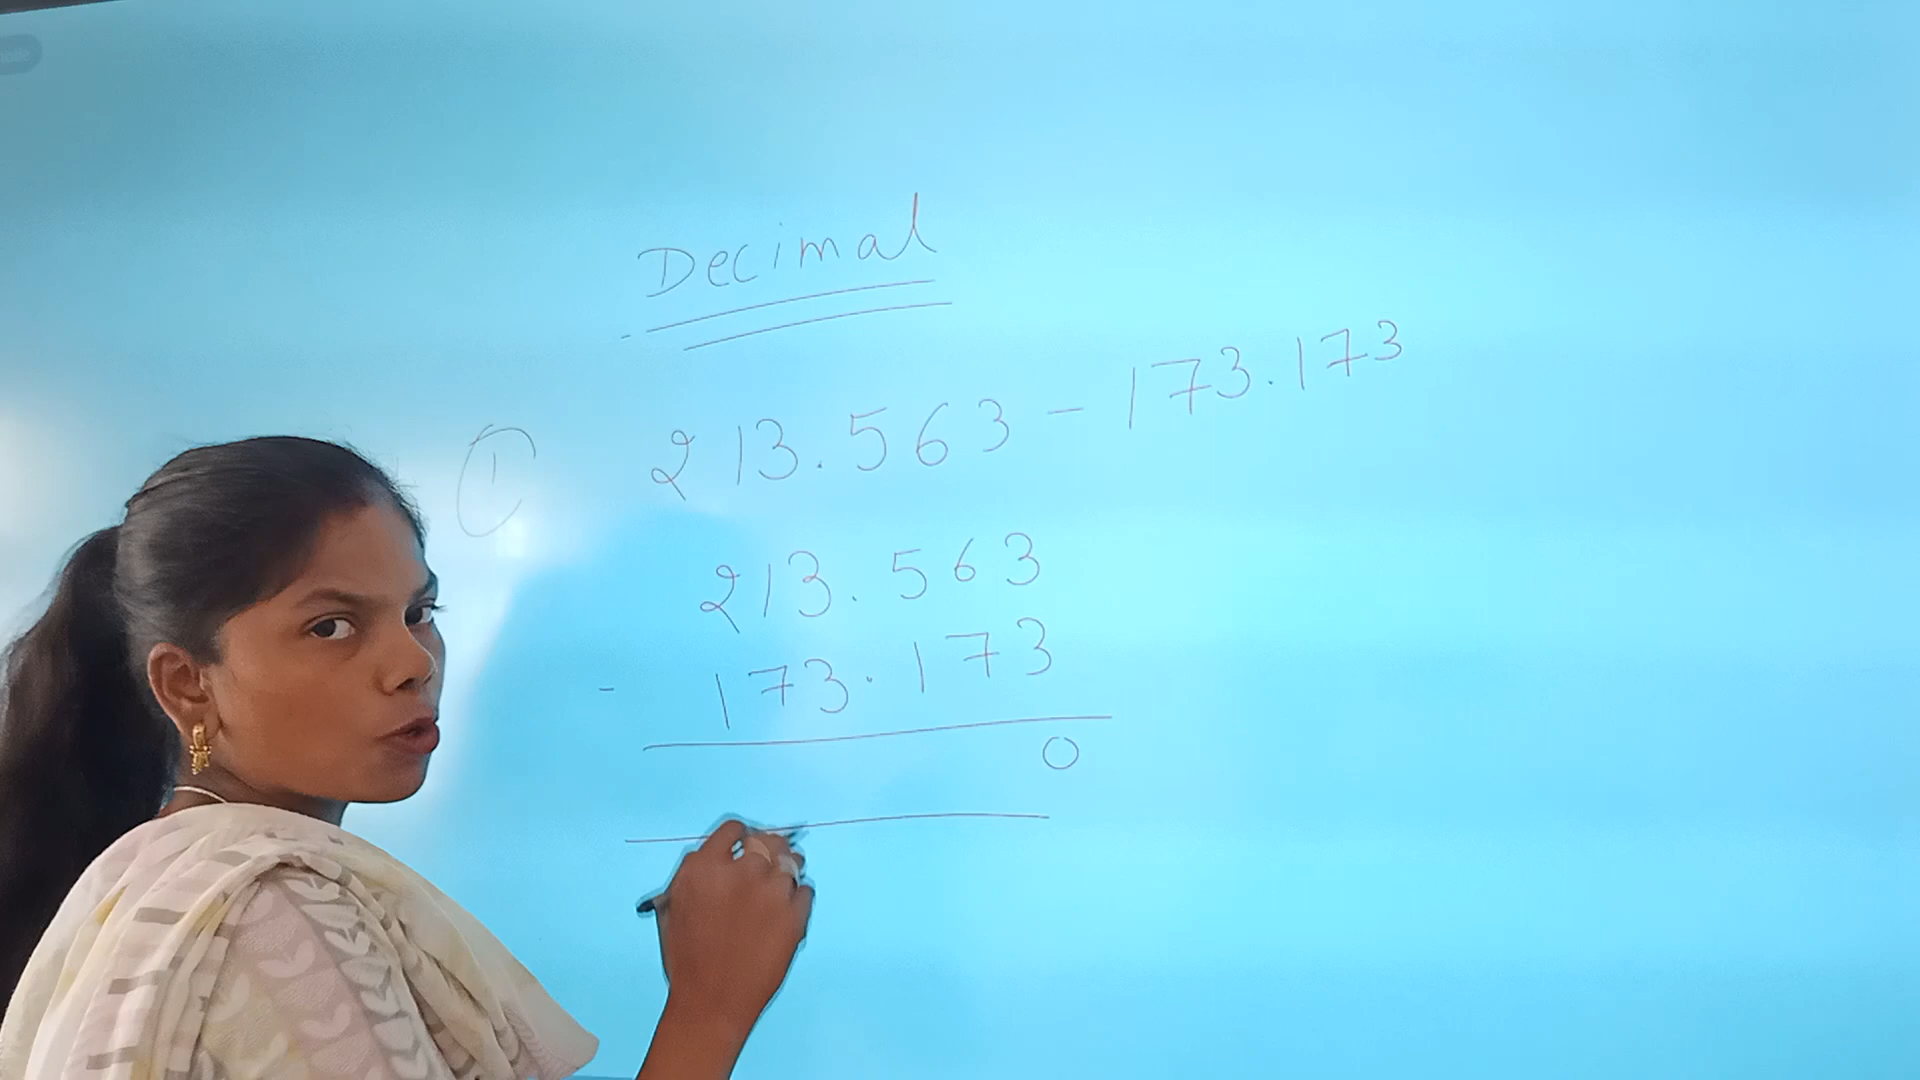 Decimal
① 213.563 - 173.173
213.563
- 173.173
0